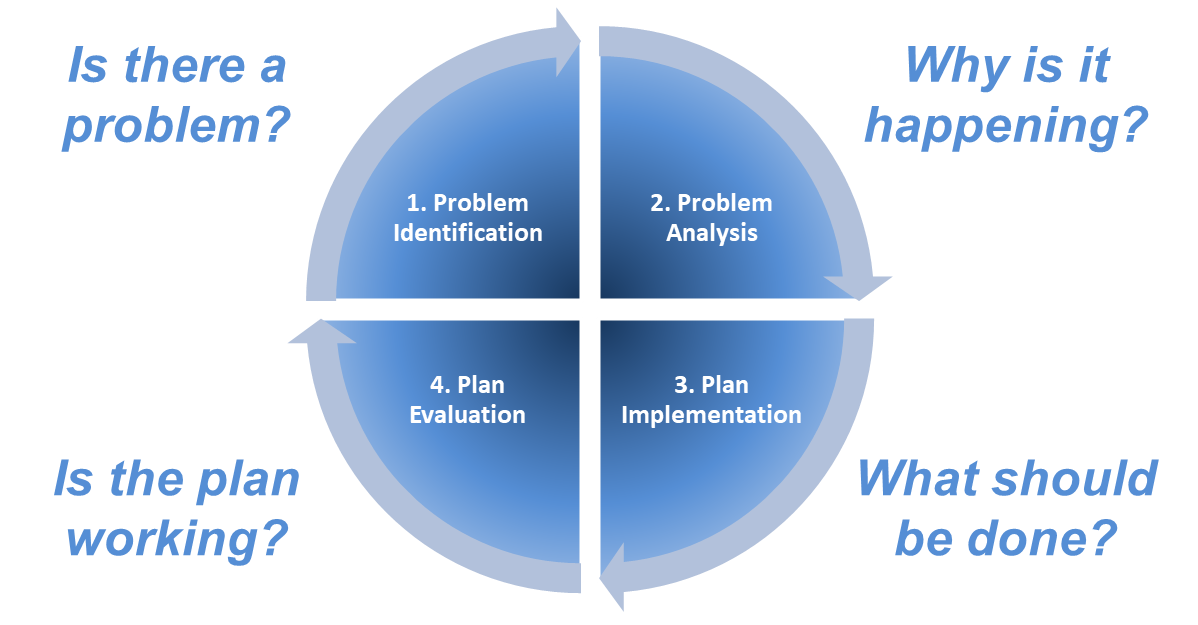 Is there a
problem?
Why is it
happening?
1. Problem
Identification
2. Problem
Analysis
4. Plan
Evaluation
3. Plan
Implementation
Is the plan
working?
What should
be done?